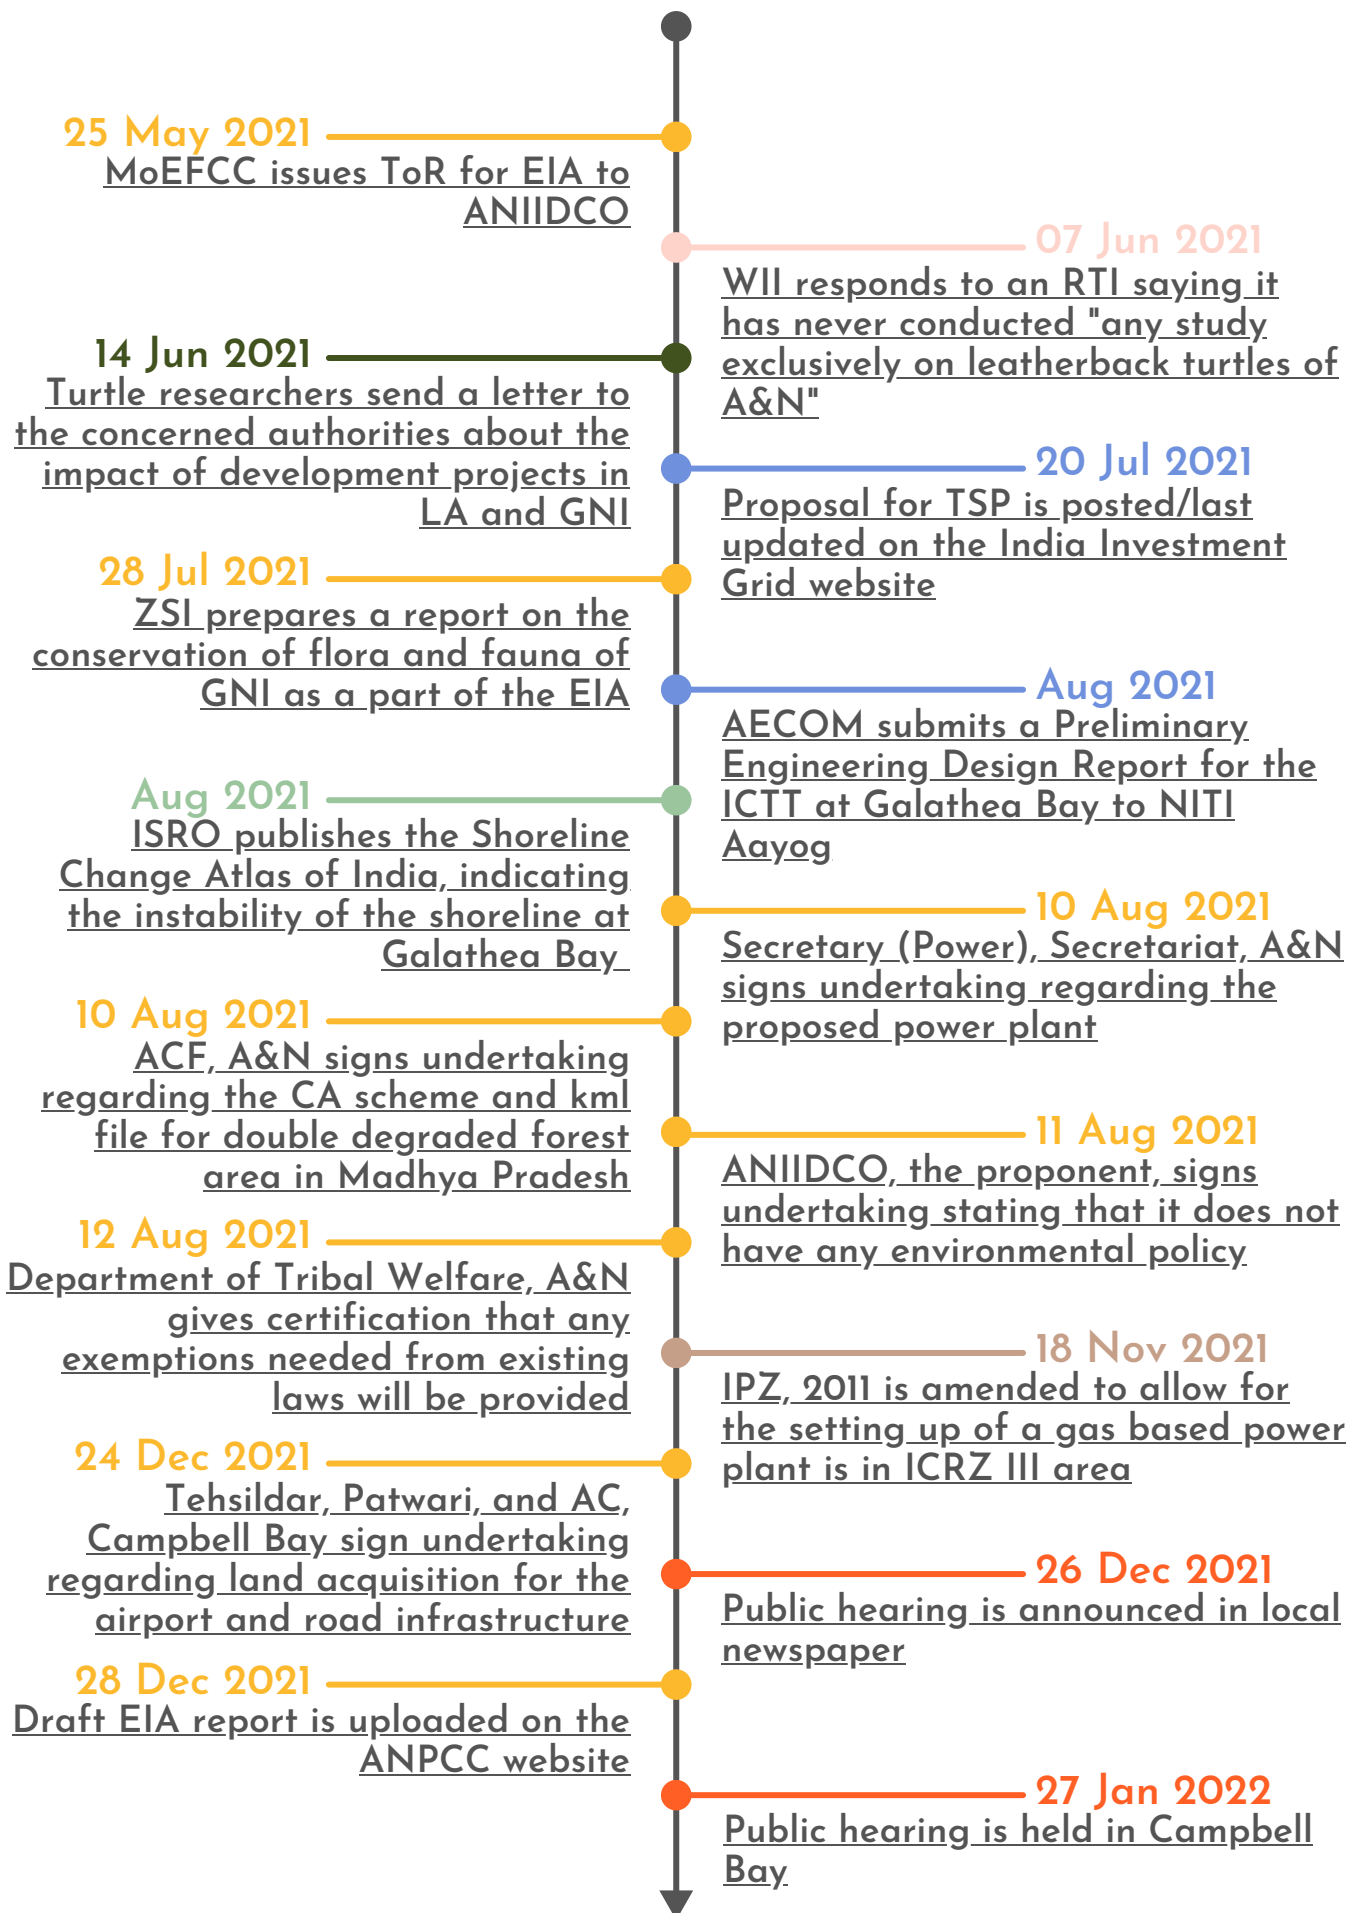 25 May 2021
MoEFCC issues ToR for EIA to
ANIIDCO
07 Jun 2021
WII responds to an RTI saying it
has never conducted "any study
exclusively on leatherback turtles of
A&N"
14 Jun 2021
Turtle researchers send a letter to
the concerned authorities about the
impact of development projects in
LA and GNI
20 Jul 2021
Proposal for TSP is posted/last
updated on the India Investment
Grid website
28 Jul 2021
ZSI prepares a report on the
conservation of flora and fauna of
GNI as a part of the EIA
Aug 2021
AECOM submits a Preliminary
Engineering Design Report for the
ICTT at Galathea Bay to NITI
Aayog
Aug 2021
ISRO publishes the Shoreline
Change Atlas of India, indicating
the instability of the shoreline at
Galathea Bay
10 Aug 2021
Secretary (Power), Secretariat, A&N
signs undertaking regarding the
proposed power plant
10 Aug 2021
ACF, A&N signs undertaking
regarding the CA scheme and kml
file for double degraded forest
area in Madhya Pradesh
11 Aug 2021
ANIIDCO, the proponent, signs
undertaking stating that it does not
have any environmental policy
12 Aug 2021
Department of Tribal Welfare, A&N
gives certification that any
exemptions needed from existing
laws will be provided
18 Nov 2021
IPZ, 2011 is amended to allow for
the setting up of a gas based power
plant is in ICRZ III area
24 Dec 2021
Tehsildar, Patwari, and AC,
Campbell Bay sign undertaking
regarding land acquisition for the
airport and road infrastructure
26 Dec 2021
Public hearing is announced in local
newspaper
28 Dec 2021
Draft EIA report is uploaded on the
ANPCC website
27 Jan 2022
Public hearing is held in Campbell
Bay